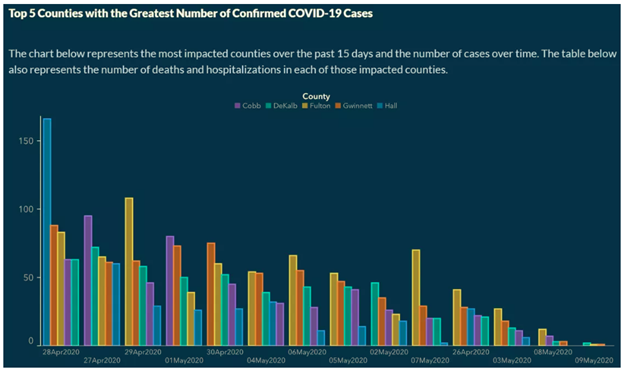 Top 5 Counties with the Greatest Number of Confirmed COVID-19 Cases
The chart below represents the most impacted counties over the past 15 days and the number of cases over time. The table below
also represents the number of deaths and hospitalizations in each of those impacted counties.
County
Cobb DeKalb Fulton Gwinnett Hall
150
100
50
0
28Apr2020 29Apr2020 30Apr2020 06May2020 02May2020 07May2020 26Apr2020 08May2020
27Apr2020 01May2020 04May2020 05May2020 03May2020 09May2020